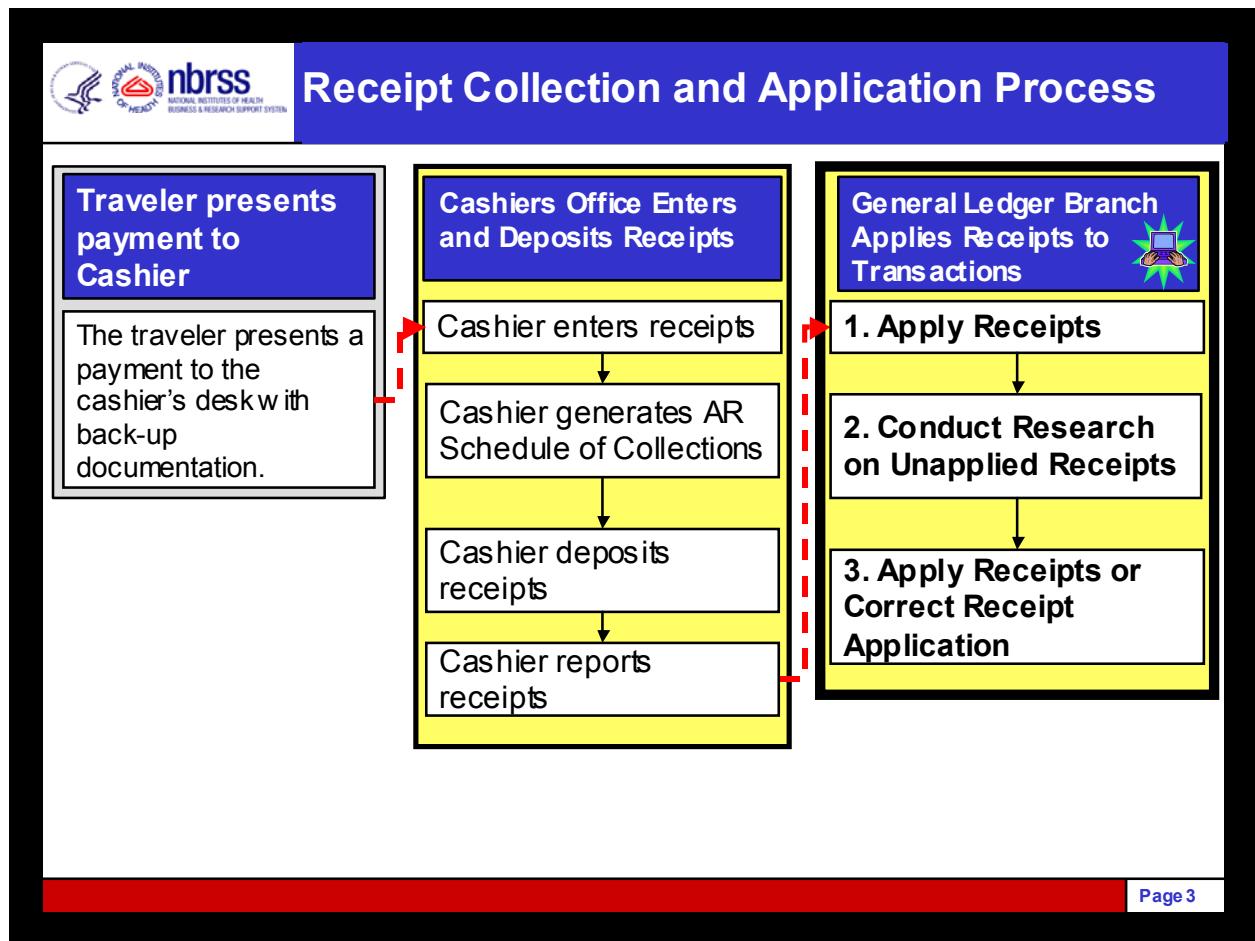 NATIONAL INSTITUTES
OF HEALTH
nbrss
NATIONAL INSTITUTES OF HEALTH
BUSINESS & RESEARCH SUPPORT SYSTEM
Receipt Collection and Application Process
Traveler presents
payment to
Cashier
The traveler presents a
payment to the
cashier's desk with
back-up
documentation.
Cashiers Office Enters
and Deposits Receipts
Cashier enters receipts
Cashier generates AR
Schedule of Collections
Cashier deposits
receipts
Cashier reports
receipts
General Ledger Branch
Applies Receipts to
Transactions
1. Apply Receipts
2. Conduct Research
on Unapplied Receipts
3. Apply Receipts or
Correct Receipt
Application
Page 3